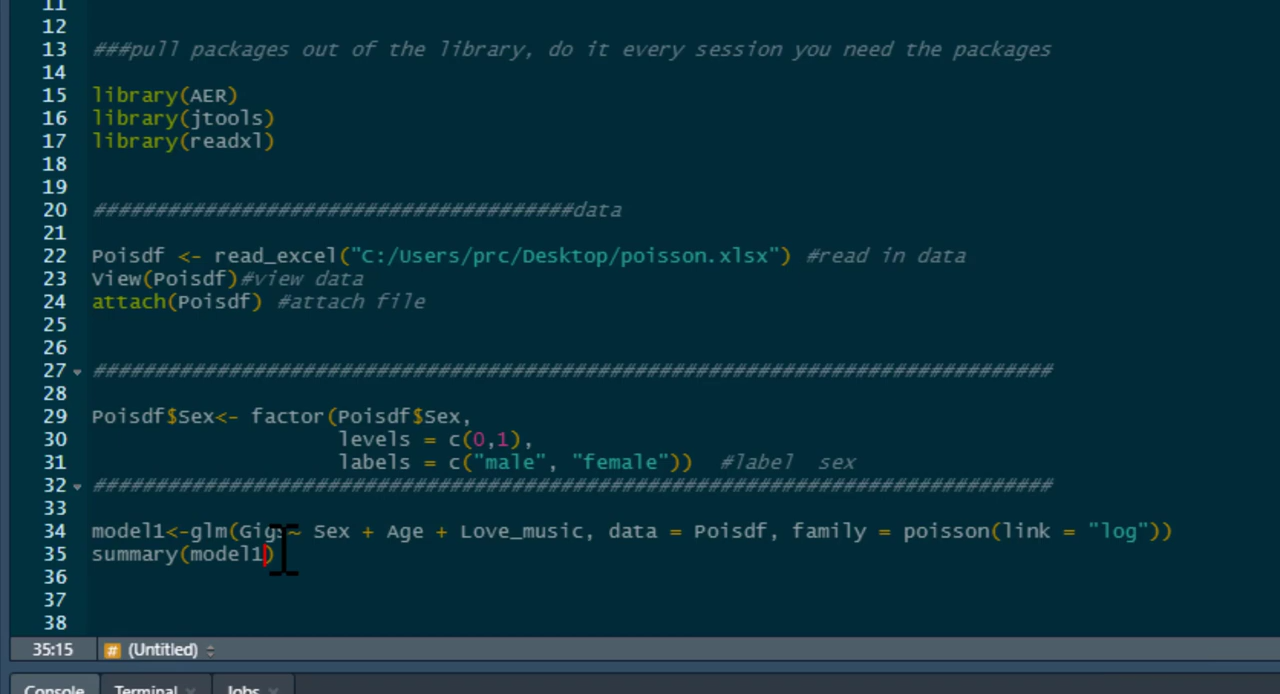 11
12
13 ###pull packages out of the library, do it every session you need the packages
14
15 library(AER)
16 library(jtools)
17 library(readxl)
18
19
20 ######################################data
21
22 Poisdf <- read_excel("C:/Users/prc/Desktop/poisson.xlsx") #read in data
23 View(Poisdf)#view data
24 attach(Poisdf) #attach file
25
26
27 ##############################################################################
28
29 Poisdf$Sex<- factor(Poisdf$Sex,
30 levels = c(0,1),
31 labels = c("male", "female")) #label sex
32 ##############################################################################
33
34 model1<-glm(Gigs~ Sex + Age + Love_music, data = Poisdf, family = poisson(link = "log"))
35 summary(model1)
36
37
38
35:15 # (Untitled)
Console Terminal × Jobs ×